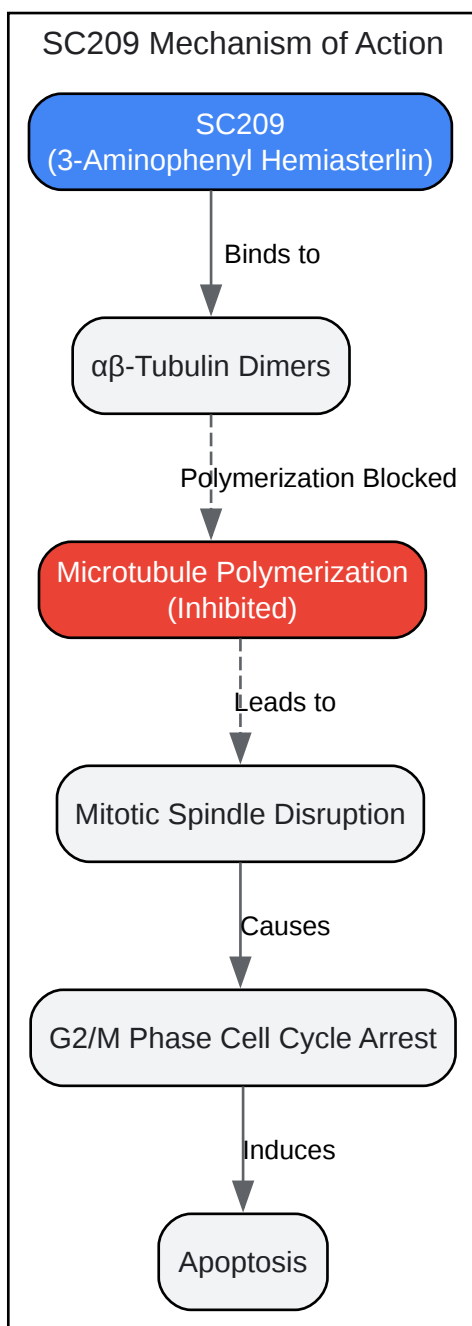 SC209 Mechanism of Action
SC209
(3-Aminophenyl Hemiasterlin)
Binds to
αβ-Tubulin Dimers
Polymerization Blocked
Microtubule Polymerization
(Inhibited)
Leads to
Mitotic Spindle Disruption
Causes
G2/M Phase Cell Cycle Arrest
Induces
Apoptosis